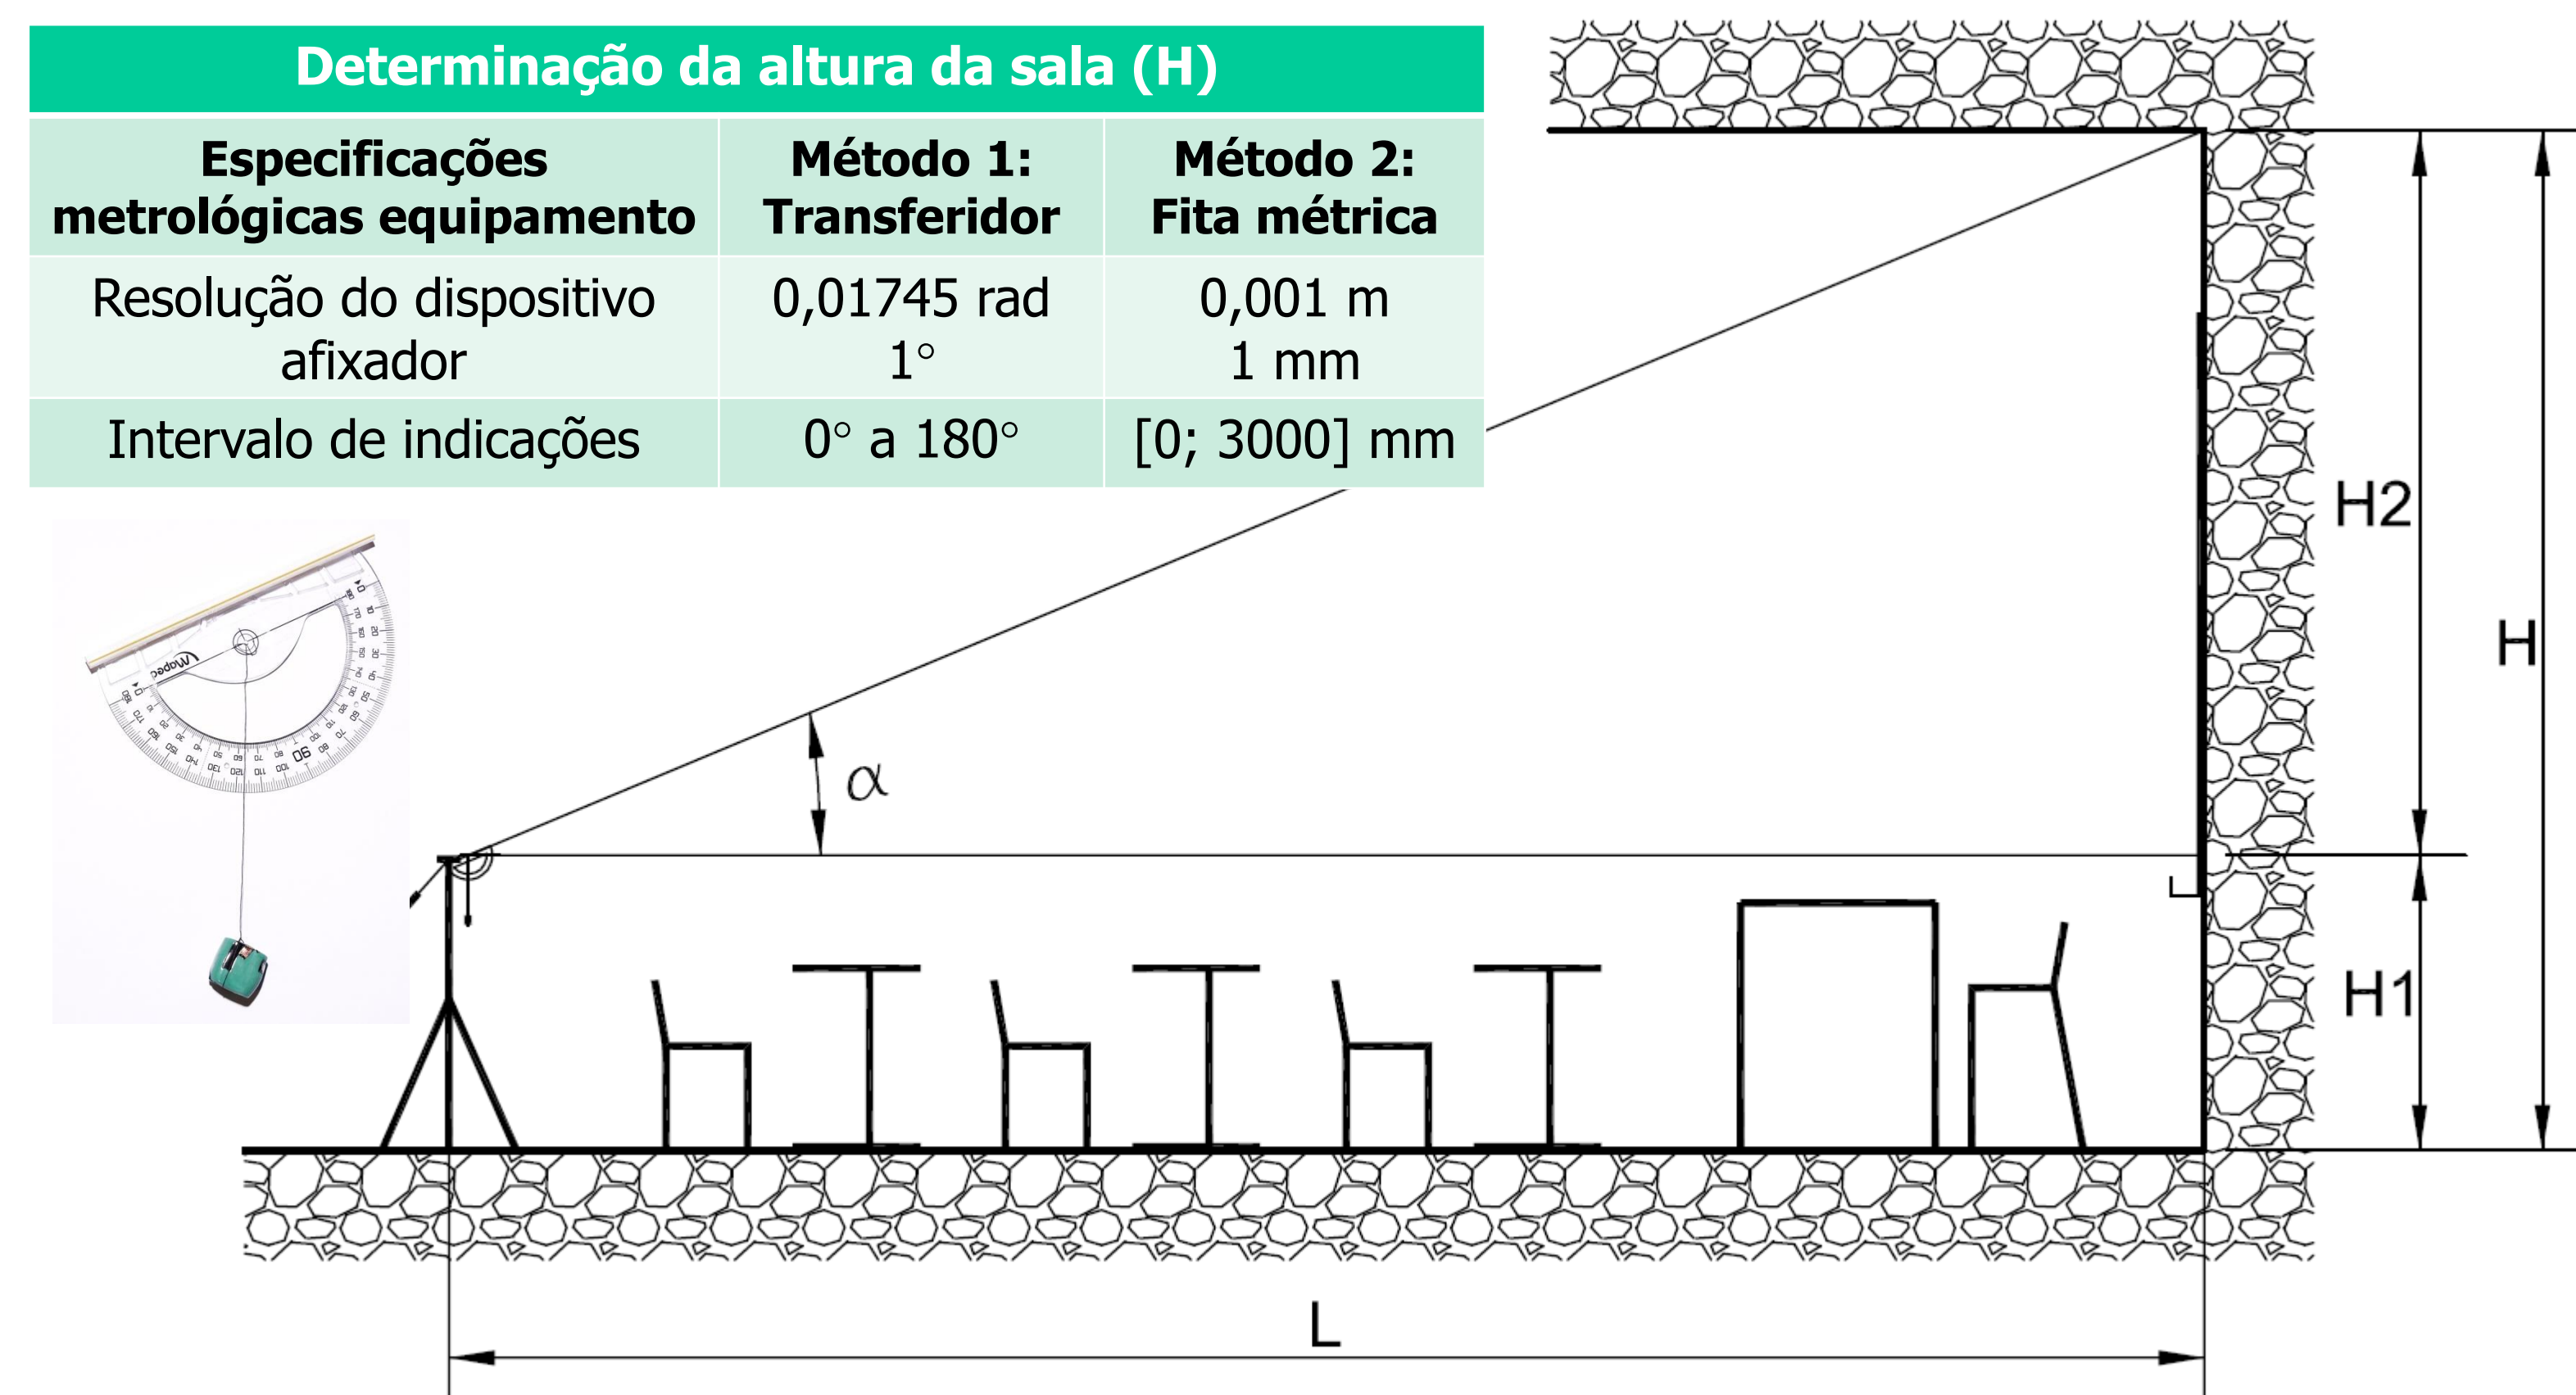 Determinação da altura da sala (H)
Especificações
metrológicas equipamento
Método 1:
Transferidor
Método 2:
Fita métrica
Resolução do dispositivo
afixador
0,01745 rad
1°
0,001 m
1 mm
Intervalo de indicações
0° a 180°
[0; 3000] mm
H2
H
α
H1
L